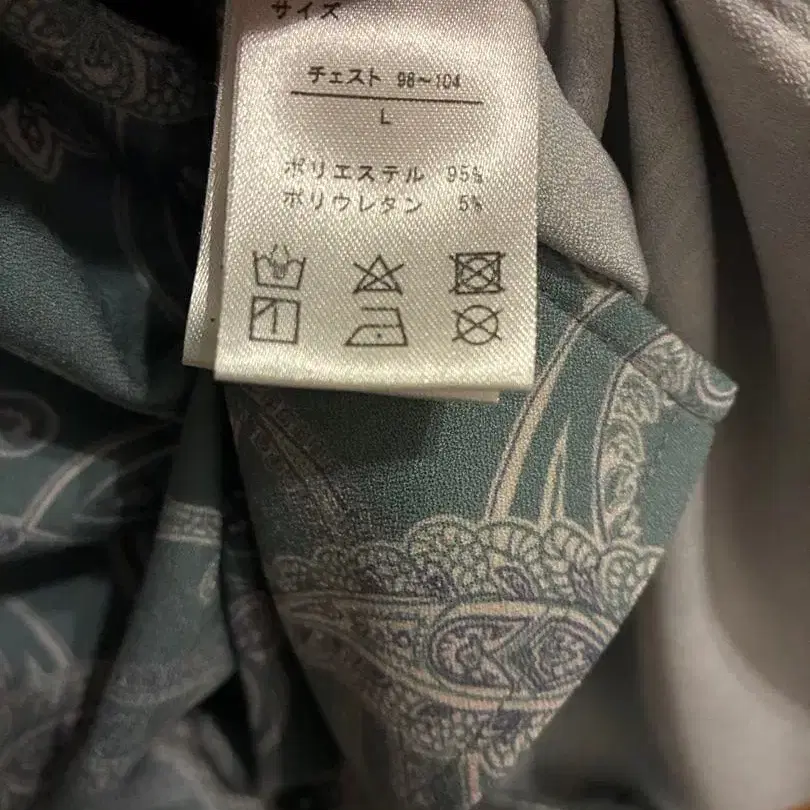 サイズ
チェスト 98～104
L
ポリエステル 95%
ポリウレタン 5%